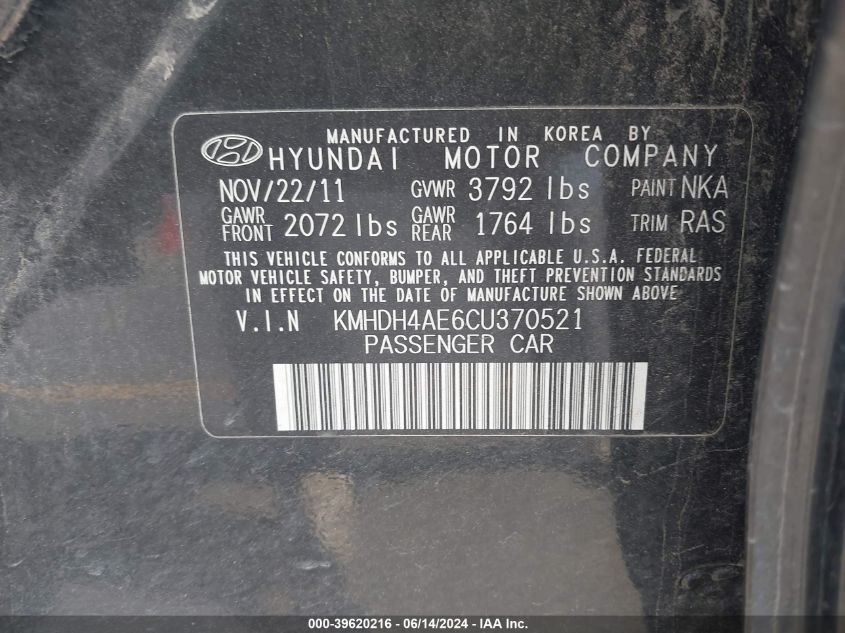 MANUFACTURED IN KOREA BY
HYUNDAI MOTOR COMPANY
NOV/22/11 GVWR 3792 lbs PAINT NKA
GAWR FRONT 2072 lbs GAWR REAR 1764 lbs TRIM RAS
THIS VEHICLE CONFORMS TO ALL APPLICABLE U.S.A. FEDERAL
MOTOR VEHICLE SAFETY, BUMPER, AND THEFT PREVENTION STANDARDS
IN EFFECT ON THE DATE OF MANUFACTURE SHOWN ABOVE
V.I.N KMHDH4AE6CU370521
PASSENGER CAR
000-39620216 - 06/14/2024 - IAA Inc.